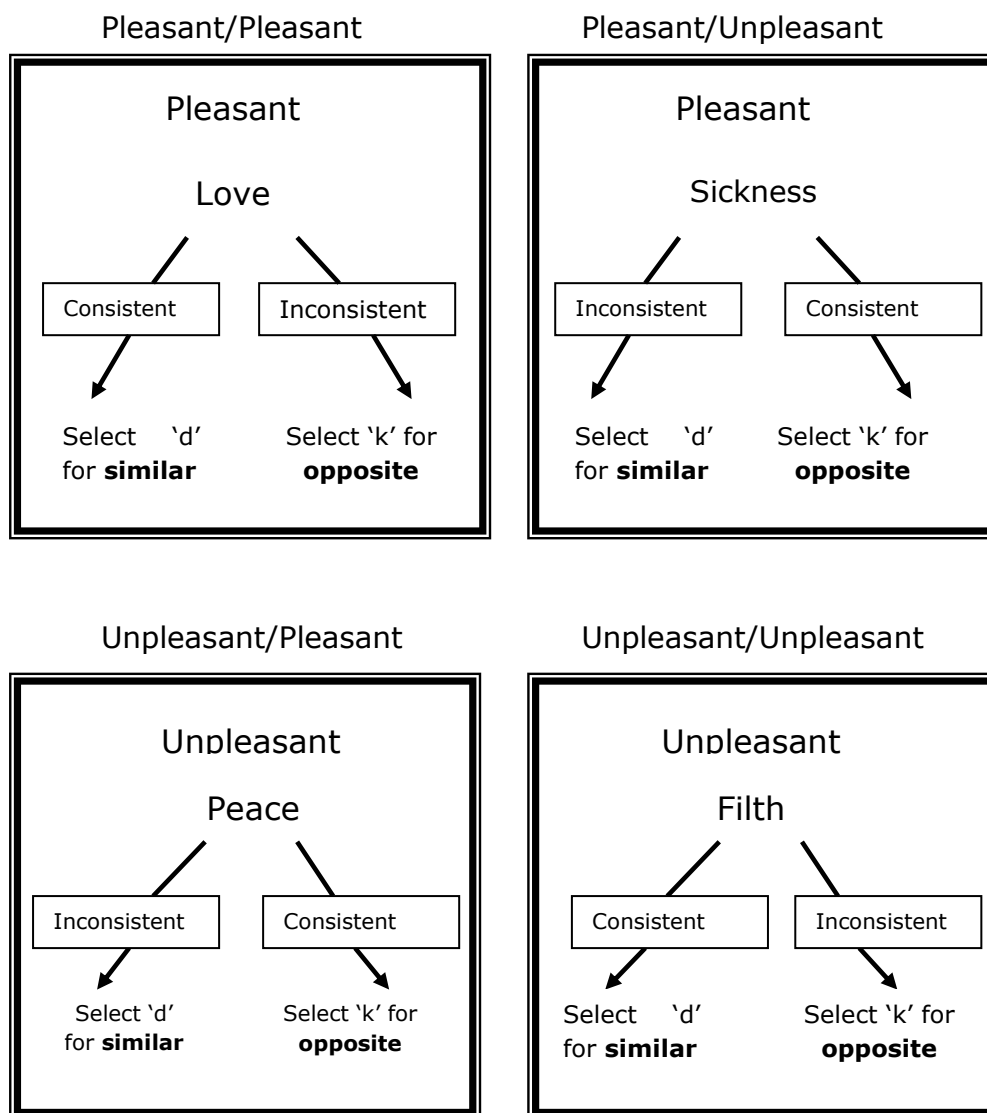 Pleasant/Pleasant
Pleasant/Unpleasant
Pleasant
Love
Consistent
Inconsistent
Select ‘d’
for similar
Select ‘k’ for
opposite
Pleasant
Sickness
Inconsistent
Consistent
Select ‘d’
for similar
Select ‘k’ for
opposite
Unpleasant/Pleasant
Unpleasant/Unpleasant
Unpleasant
Peace
Inconsistent
Consistent
Select ‘d’
for similar
Select ‘k’ for
opposite
Unpleasant
Filth
Consistent
Inconsistent
Select ‘d’
for similar
Select ‘k’ for
opposite